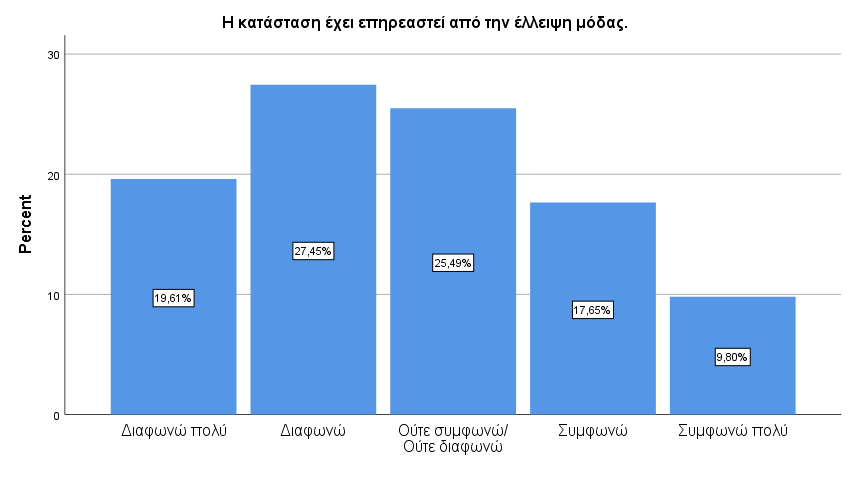 Η κατάσταση έχει επηρεαστεί από την έλλειψη μόδας.
Percent
30
20
10
0
19,61%
27,45%
25,49%
17,65%
9,80%
Διαφωνώ πολύ
Διαφωνώ
Ούτε συμφωνώ/
Ούτε διαφωνώ
Συμφωνώ
Συμφωνώ πολύ